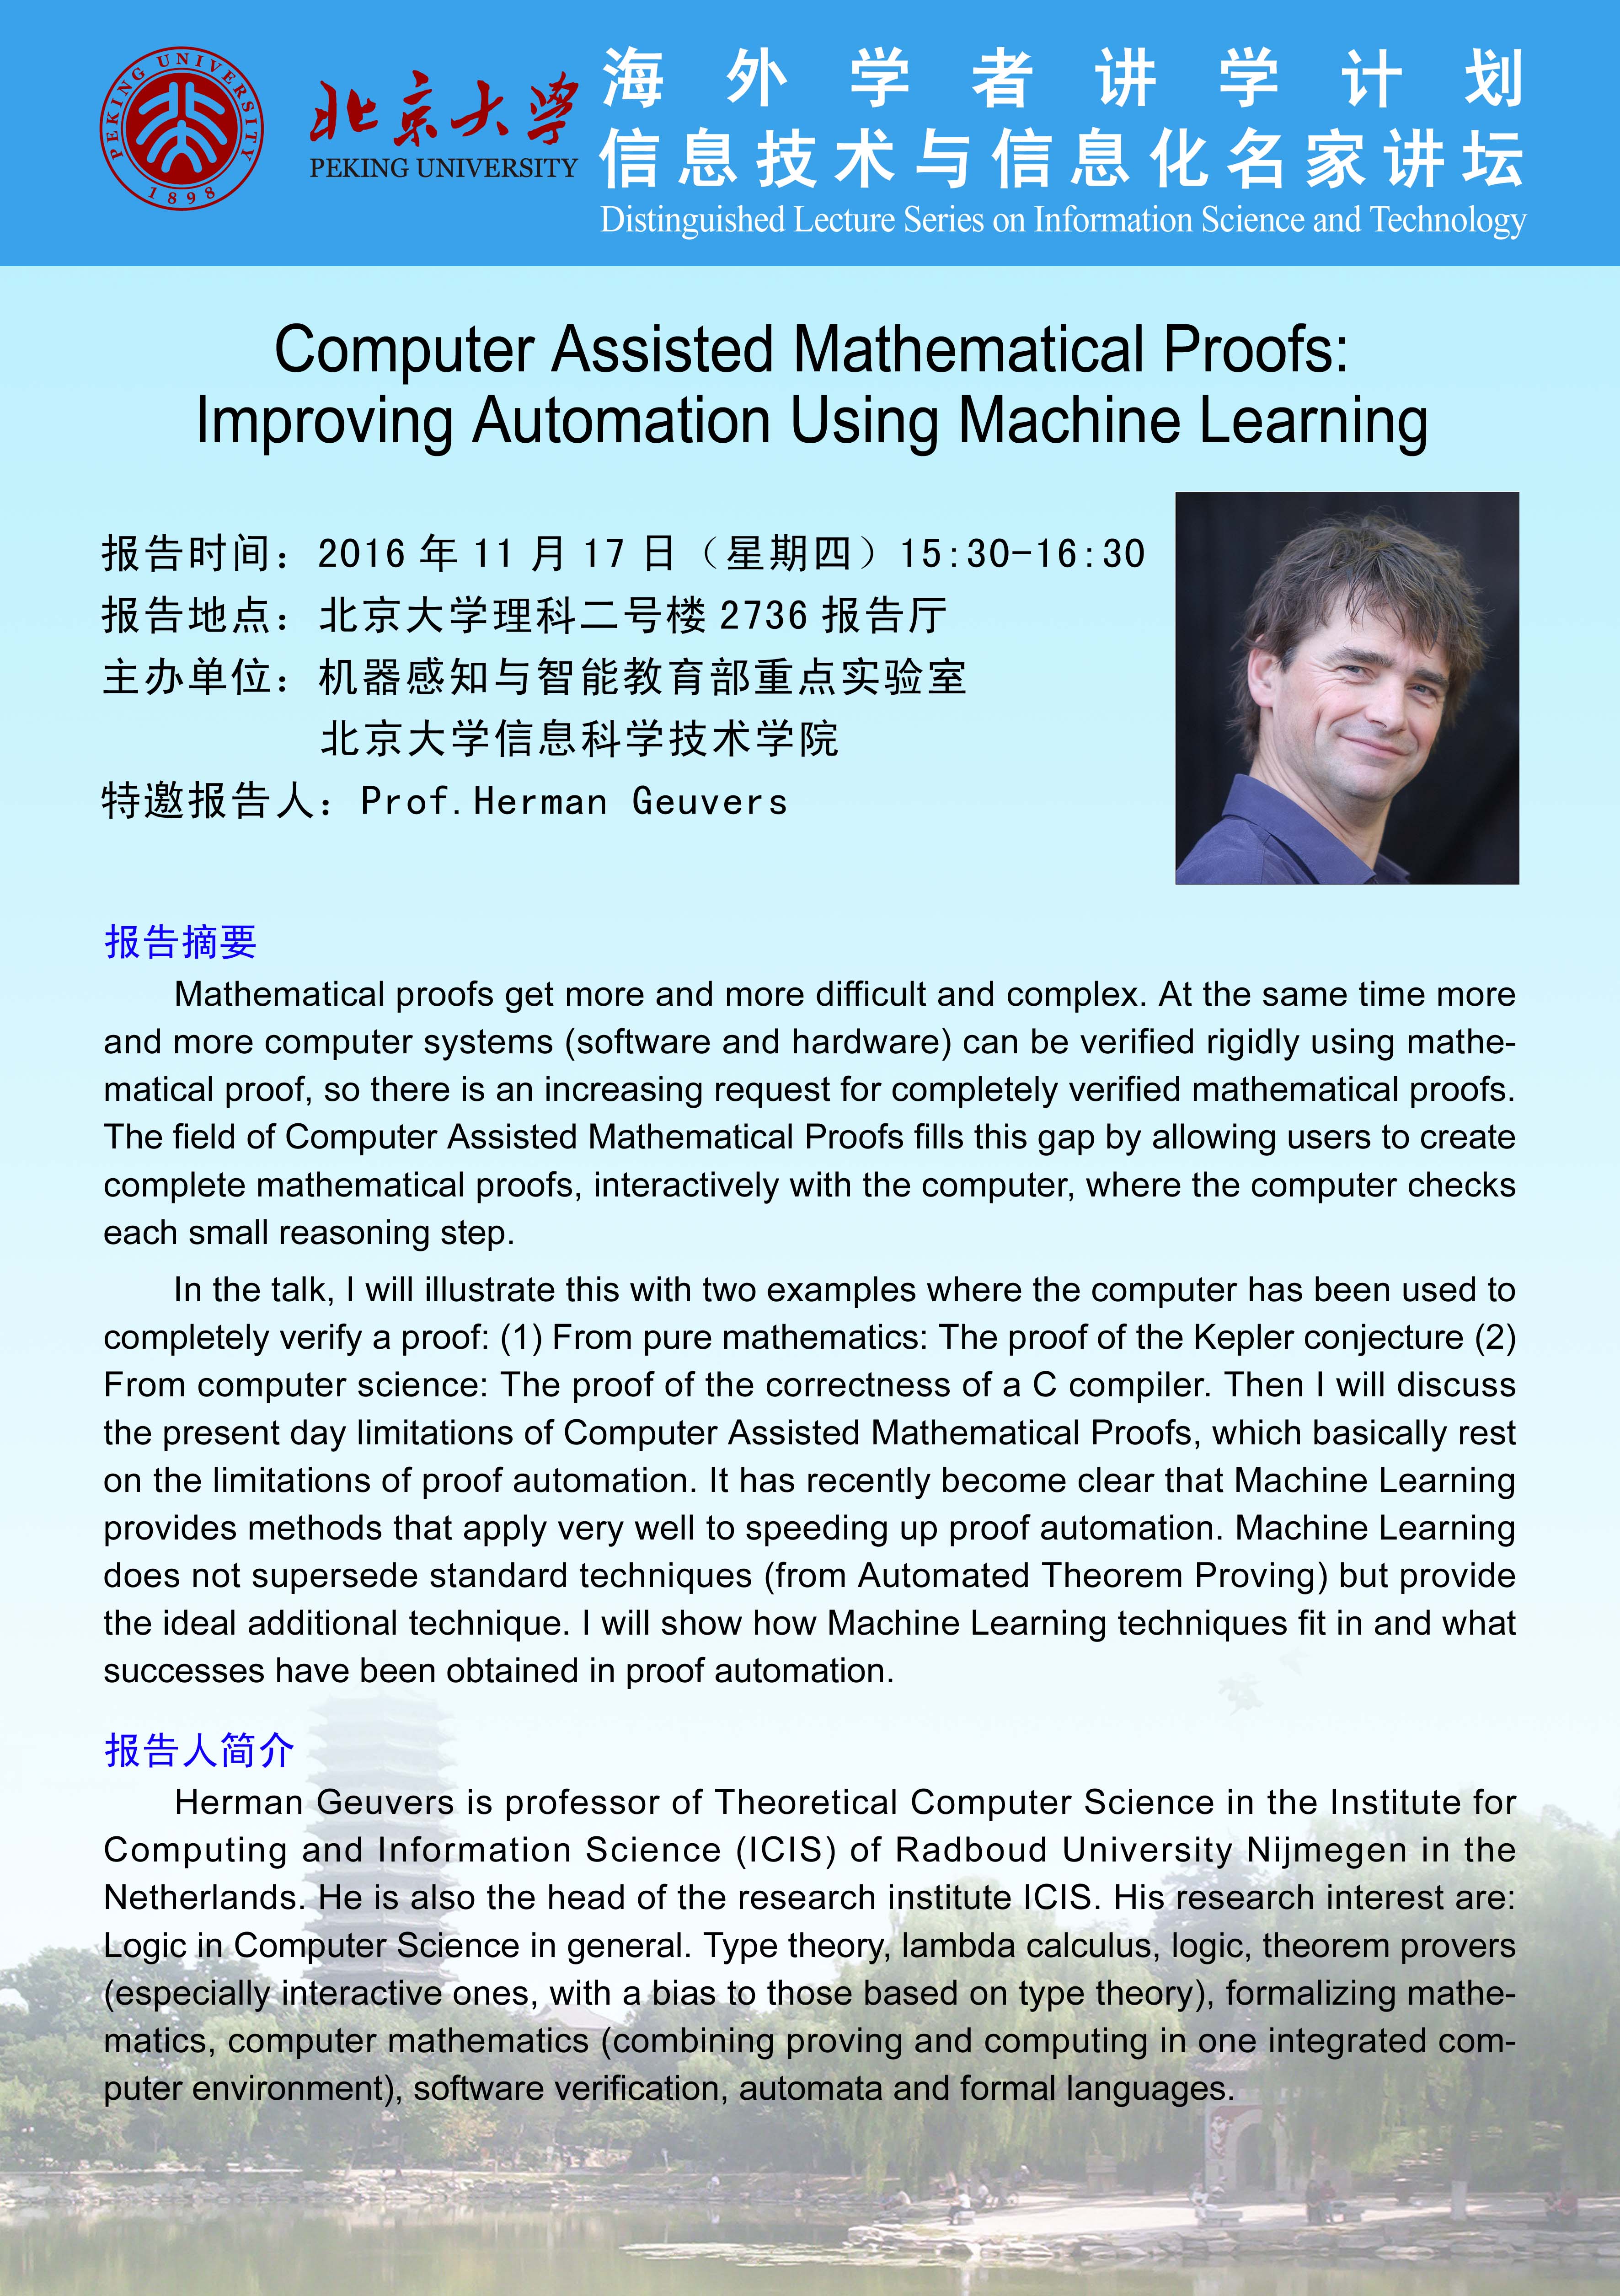 PEKING UNIVERSITY
1898
北京大学
PEKING UNIVERSITY
海外学者讲学计划
信息技术与信息化名家讲坛
Distinguished Lecture Series on Information Science and Technology
Computer Assisted Mathematical Proofs:
Improving Automation Using Machine Learning
报告时间：2016 年 11 月 17 日（星期四）15:30-16:30
报告地点：北京大学理科二号楼 2736 报告厅
主办单位：机器感知与智能教育部重点实验室
北京大学信息科学技术学院
特邀报告人：Prof.Herman Geuvers
报告摘要
Mathematical proofs get more and more difficult and complex. At the same time more
and more computer systems (software and hardware) can be verified rigidly using mathe-
matical proof, so there is an increasing request for completely verified mathematical proofs.
The field of Computer Assisted Mathematical Proofs fills this gap by allowing users to create
complete mathematical proofs, interactively with the computer, where the computer checks
each small reasoning step.
In the talk, I will illustrate this with two examples where the computer has been used to
completely verify a proof: (1) From pure mathematics: The proof of the Kepler conjecture (2)
From computer science: The proof of the correctness of a C compiler. Then I will discuss
the present day limitations of Computer Assisted Mathematical Proofs, which basically rest
on the limitations of proof automation. It has recently become clear that Machine Learning
provides methods that apply very well to speeding up proof automation. Machine Learning
does not supersede standard techniques (from Automated Theorem Proving) but provide
the ideal additional technique. I will show how Machine Learning techniques fit in and what
successes have been obtained in proof automation.
报告人简介
Herman Geuvers is professor of Theoretical Computer Science in the Institute for
Computing and Information Science (ICIS) of Radboud University Nijmegen in the
Netherlands. He is also the head of the research institute ICIS. His research interest are:
Logic in Computer Science in general. Type theory, lambda calculus, logic, theorem provers
(especially interactive ones, with a bias to those based on type theory), formalizing mathe-
matics, computer mathematics (combining proving and computing in one integrated com-
puter environment), software verification, automata and formal languages.